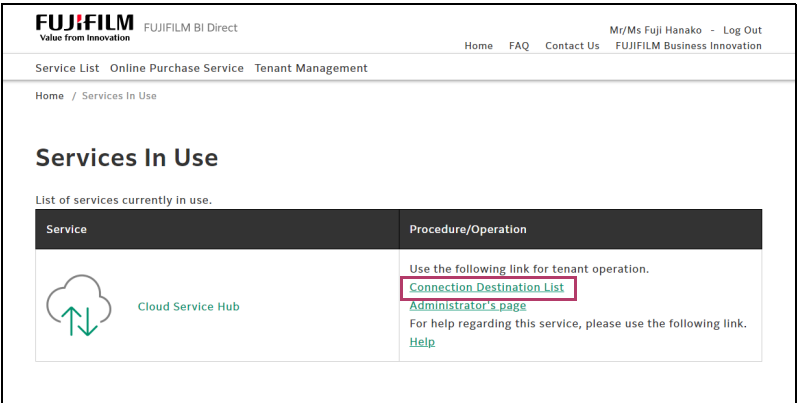 FUJIFILM
Value from Innovation
FUJIFILM BI Direct
Mr/Ms Fuji Hanako - Log Out
Home FAQ Contact Us FUJIFILM Business Innovation
Service List Online Purchase Service Tenant Management
Home / Services In Use
Services In Use
List of services currently in use.
Service Procedure/Operation
Cloud Service Hub
Use the following link for tenant operation.
Connection Destination List
Administrator's page
For help regarding this service, please use the following link.
Help